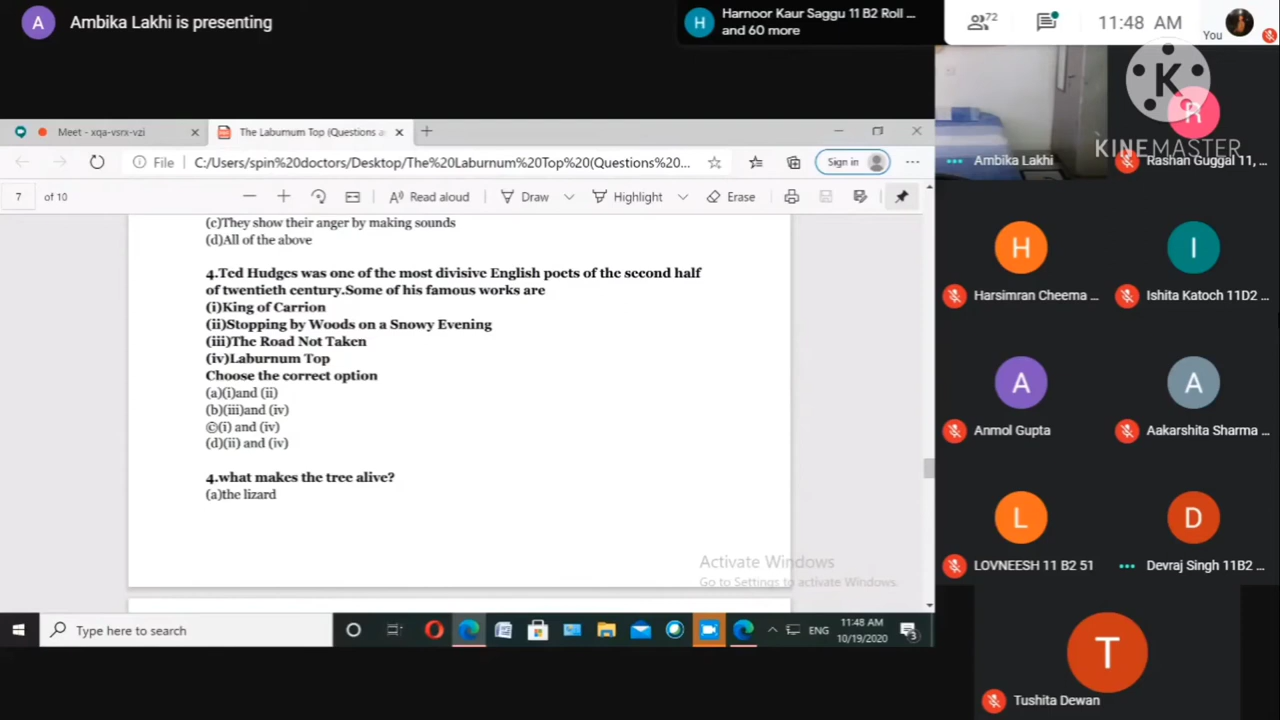 Ambika Lakhi is presenting
Harnoor Kaur Saggu 11 B2 Roll ...
and 60 more
72
11:48 AM
You
Meet - xqa-vsrx-vzi
The Laburnum Top (Questions a
File
C:/Users/spin%20doctors/Desktop/The%20Laburnum%20Top%20(Questions%20...
Sign in
7 of 10
Read aloud
Draw
Highlight
Erase
(c)They show their anger by making sounds
(d)All of the above
4.Ted Hudges was one of the most divisive English poets of the second half
of twentieth century.Some of his famous works are
(i)King of Carrion
(ii)Stopping by Woods on a Snowy Evening
(iii)The Road Not Taken
(iv)Laburnum Top
Choose the correct option
(a)(i)and (ii)
(b)(iii)and (iv)
©(i) and (iv)
(d)(ii) and (iv)
4.what makes the tree alive?
(a)the lizard
Activate Windows
Go to Settings to activate Windows.
Type here to search
ENG
11:48 AM
10/19/2020
3
A
H
K
KINEMASTER
R
Ambika Lakhi
Rashan Guggal 11, ...
H
I
Harsimran Cheema ...
Ishita Katoch 11D2 ...
A
A
Anmol Gupta
Aakarshita Sharma ...
L
D
LOVNEESH 11 B2 51
Devraj Singh 11B2 ...
T
Tushita Dewan